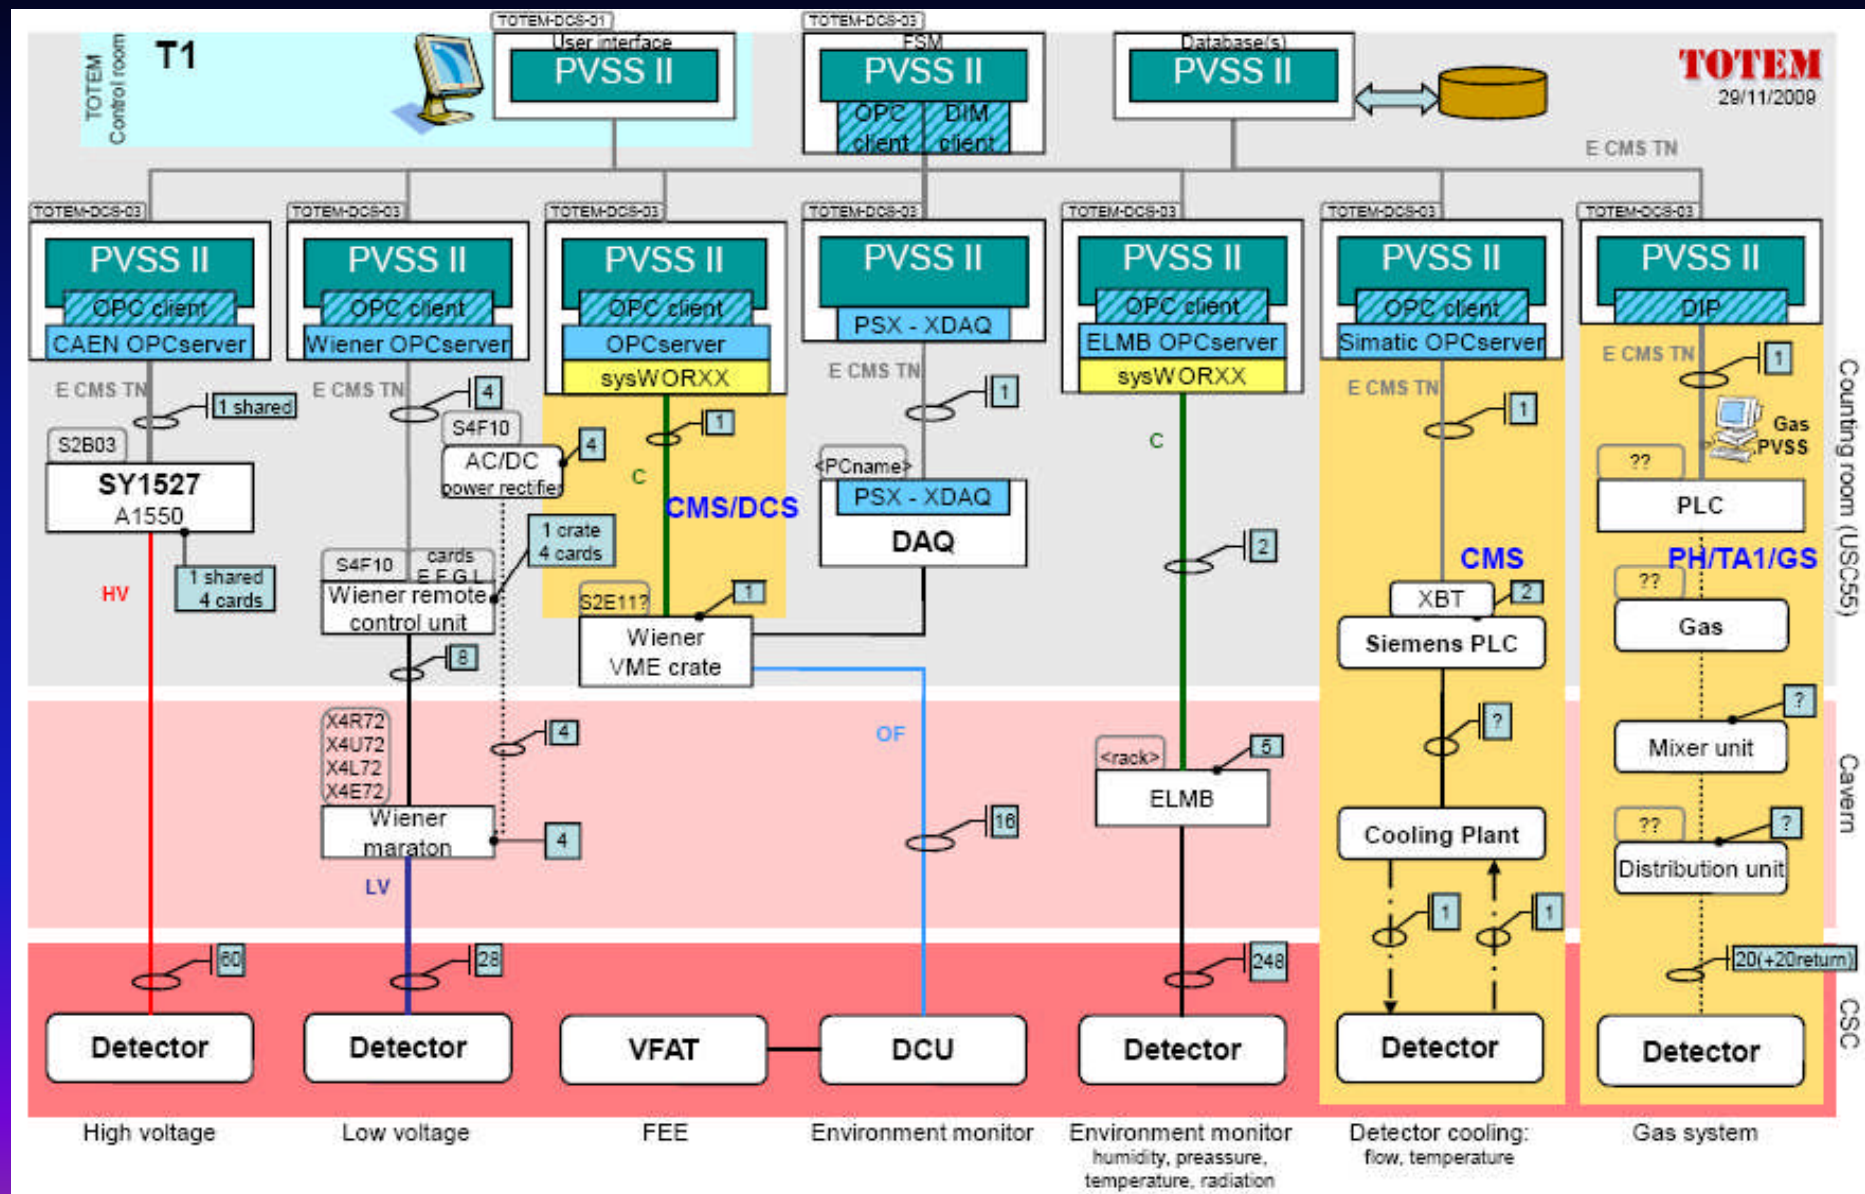 TOTEM-DCS-01
TOTEM-DCS-03
TOTEM
Control room
T1
User interface
PVSS II
FSM
PVSS II
OPC
client
DIM
client
Database(s)
PVSS II
TOTEM
29/11/2009
E CMS TN
TOTEM-DCS-03
TOTEM-DCS-03
TOTEM-DCS-03
TOTEM-DCS-03
TOTEM-DCS-03
TOTEM-DCS-03
TOTEM-DCS-03
PVSS II
OPC client
CAEN OPCserver
PVSS II
OPC client
Wiener OPCserver
PVSS II
OPC client
OPCserver
sysWORXX
PVSS II
PSX - XDAQ
PVSS II
OPC client
ELMB OPCserver
sysWORXX
PVSS II
OPC client
Simatic OPCserver
PVSS II
DIP
E CMS TN
1 shared
S2B03
SY1527
A1550
1 shared
4 cards
HV
60
Detector
High voltage
E CMS TN
4
S4F10
AC/DC
power rectifier
4
1 crate
4 cards
S4F10
cards
E F G L
Wiener remote
control unit
8
X4R72
X4U72
X4L72
X4E72
4
Wiener
maraton
4
LV
28
Detector
Low voltage
1
C
CMS/DCS
S2E11?
1
Wiener
VME crate
VFAT
FEE
E CMS TN
1
<PCname>
PSX - XDAQ
DAQ
OF
16
DCU
Environment monitor
C
2
<rack>
5
ELMB
248
Detector
Environment monitor
humidity, preassure,
temperature, radiation
E CMS TN
1
CMS
XBT
2
Siemens PLC
?
Cooling Plant
1
1
Detector
Detector cooling:
flow, temperature
E CMS TN
1
Gas
PVSS
??
PLC
PH/TA1/GS
??
Gas
?
Mixer unit
??
?
Distribution unit
20(+20return)
Detector
Gas system
Counting room (USC55)
Cavern
CSC